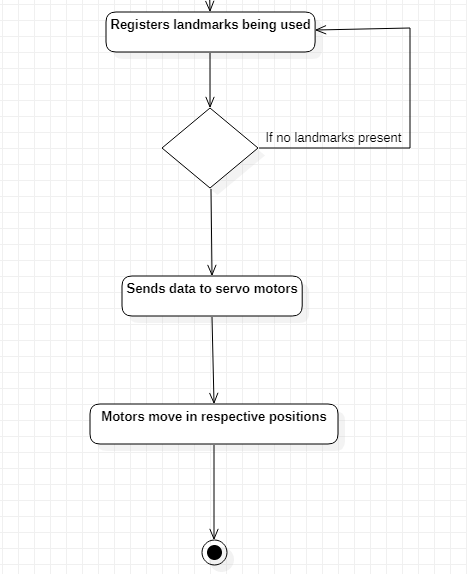 Registers landmarks being used
If no landmarks present
Sends data to servo motors
Motors move in respective positions